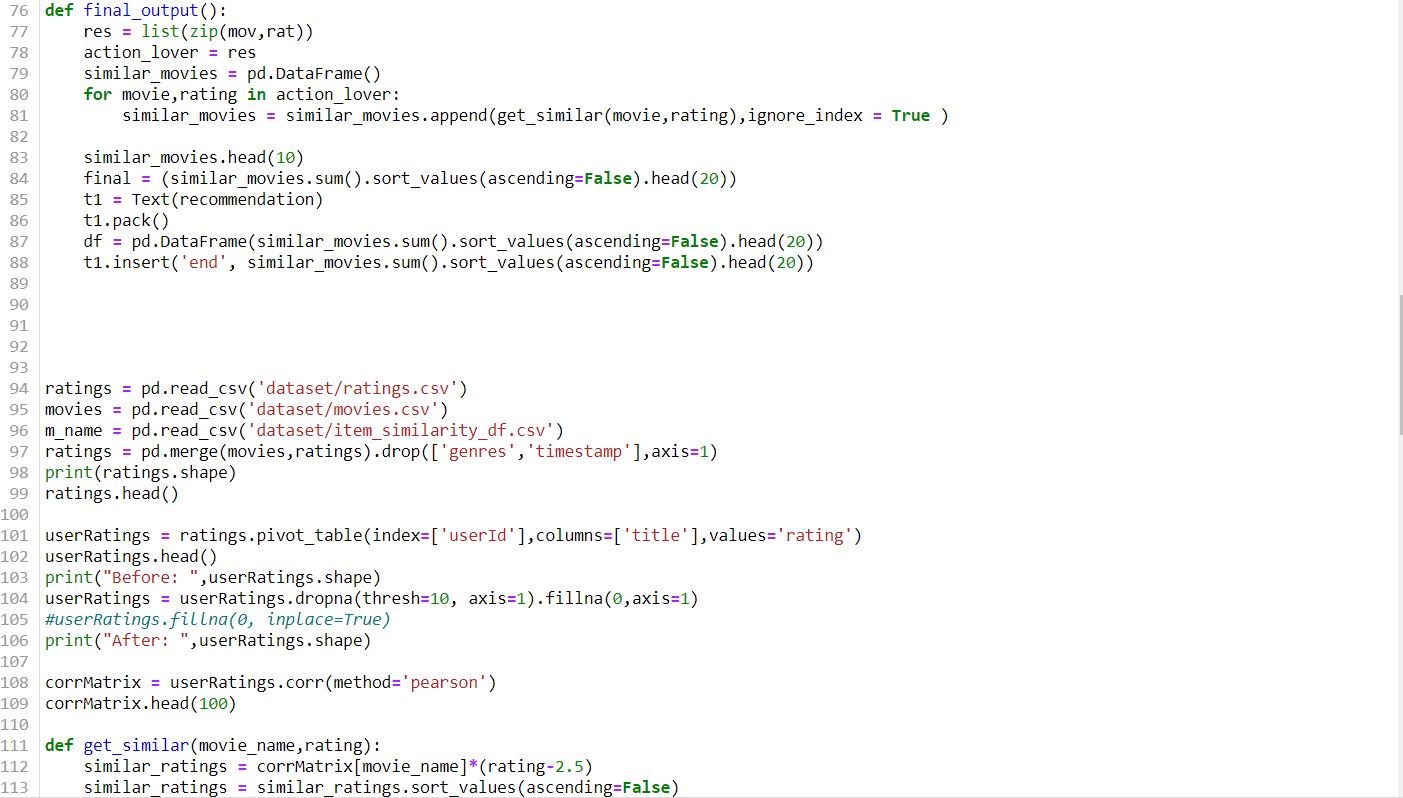 76 def final_output():
77     res = list(zip(mov,rat))
78     action_lover = res
79     similar_movies = pd.DataFrame()
80     for movie,rating in action_lover:
81         similar_movies = similar_movies.append(get_similar(movie,rating),ignore_index = True )
82
83     similar_movies.head(10)
84     final = (similar_movies.sum().sort_values(ascending=False).head(20))
85     t1 = Text(recommendation)
86     t1.pack()
87     df = pd.DataFrame(similar_movies.sum().sort_values(ascending=False).head(20))
88     t1.insert('end', similar_movies.sum().sort_values(ascending=False).head(20))
89
90
91
92
93
94 ratings = pd.read_csv('dataset/ratings.csv')
95 movies = pd.read_csv('dataset/movies.csv')
96 m_name = pd.read_csv('dataset/item_similarity_df.csv')
97 ratings = pd.merge(movies,ratings).drop(['genres','timestamp'],axis=1)
98 print(ratings.shape)
99 ratings.head()
100
101 userRatings = ratings.pivot_table(index=['userId'],columns=['title'],values='rating')
102 userRatings.head()
103 print("Before: ",userRatings.shape)
104 userRatings = userRatings.dropna(thresh=10, axis=1).fillna(0,axis=1)
105 #userRatings.fillna(0, inplace=True)
106 print("After: ",userRatings.shape)
107
108 corrMatrix = userRatings.corr(method='pearson')
109 corrMatrix.head(100)
110
111 def get_similar(movie_name,rating):
112     similar_ratings = corrMatrix[movie_name]*(rating-2.5)
113     similar_ratings = similar_ratings.sort_values(ascending=False)